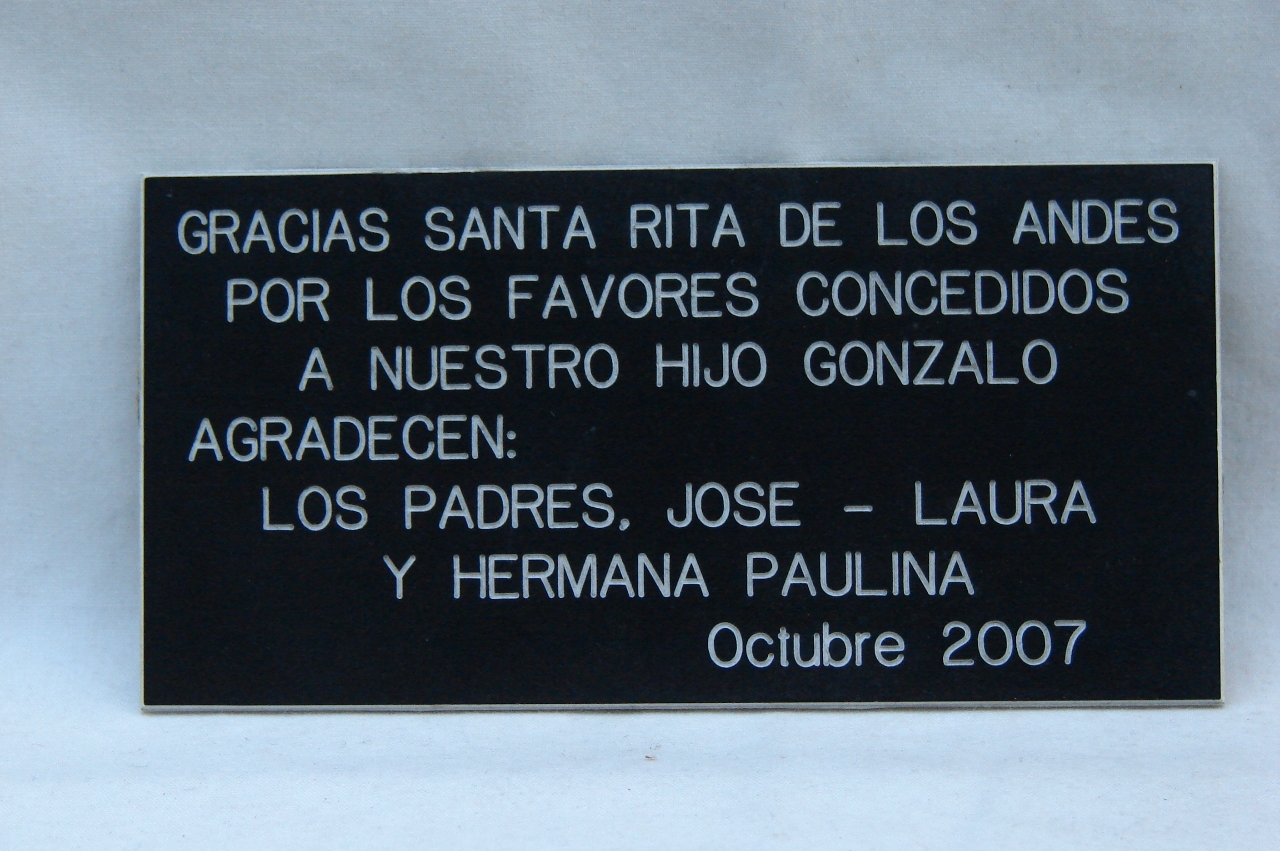 GRACIAS SANTA RITA DE LOS ANDES
POR LOS FAVORES CONCEDIDOS
A NUESTRO HIJO GONZALO
AGRADECEN:
LOS PADRES, JOSE – LAURA
Y HERMANA PAULINA
Octubre 2007